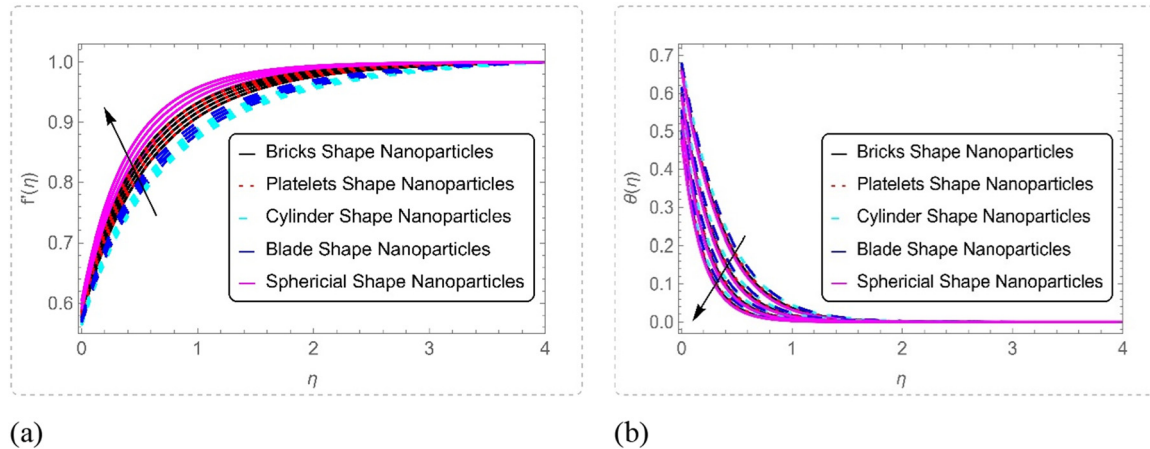 1.0
0.9
0.8
0.7
0.6
f'(η)
Bricks Shape Nanoparticles
Platelets Shape Nanoparticles
Cylinder Shape Nanoparticles
Blade Shape Nanoparticles
Sphericial Shape Nanoparticles
0 1 2 3 4
η
(a)
0.7
0.6
0.5
0.4
0.3
0.2
0.1
0.0
θ(η)
Bricks Shape Nanoparticles
Platelets Shape Nanoparticles
Cylinder Shape Nanoparticles
Blade Shape Nanoparticles
Sphericial Shape Nanoparticles
0 1 2 3 4
η
(b)